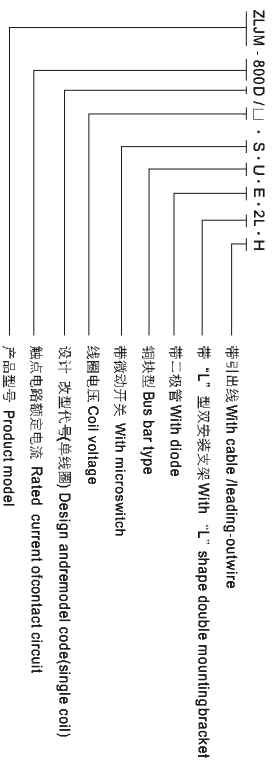 ZLJM - 800D /□ · S · U · E · 2L · H
带引出线 With cable /leading-outwire
带 “L” 型双安装支架 With “L” shape double mountingbracket
带二极管 With diode
铜块型 Bus bar type
带微动开关 With microswitch
线圈电压 Coil voltage
设计 改型代号(单线圈) Design andremodel code(single coil)
触点电路额定电流 Rated current ofcontact circuit
产品型号 Product model